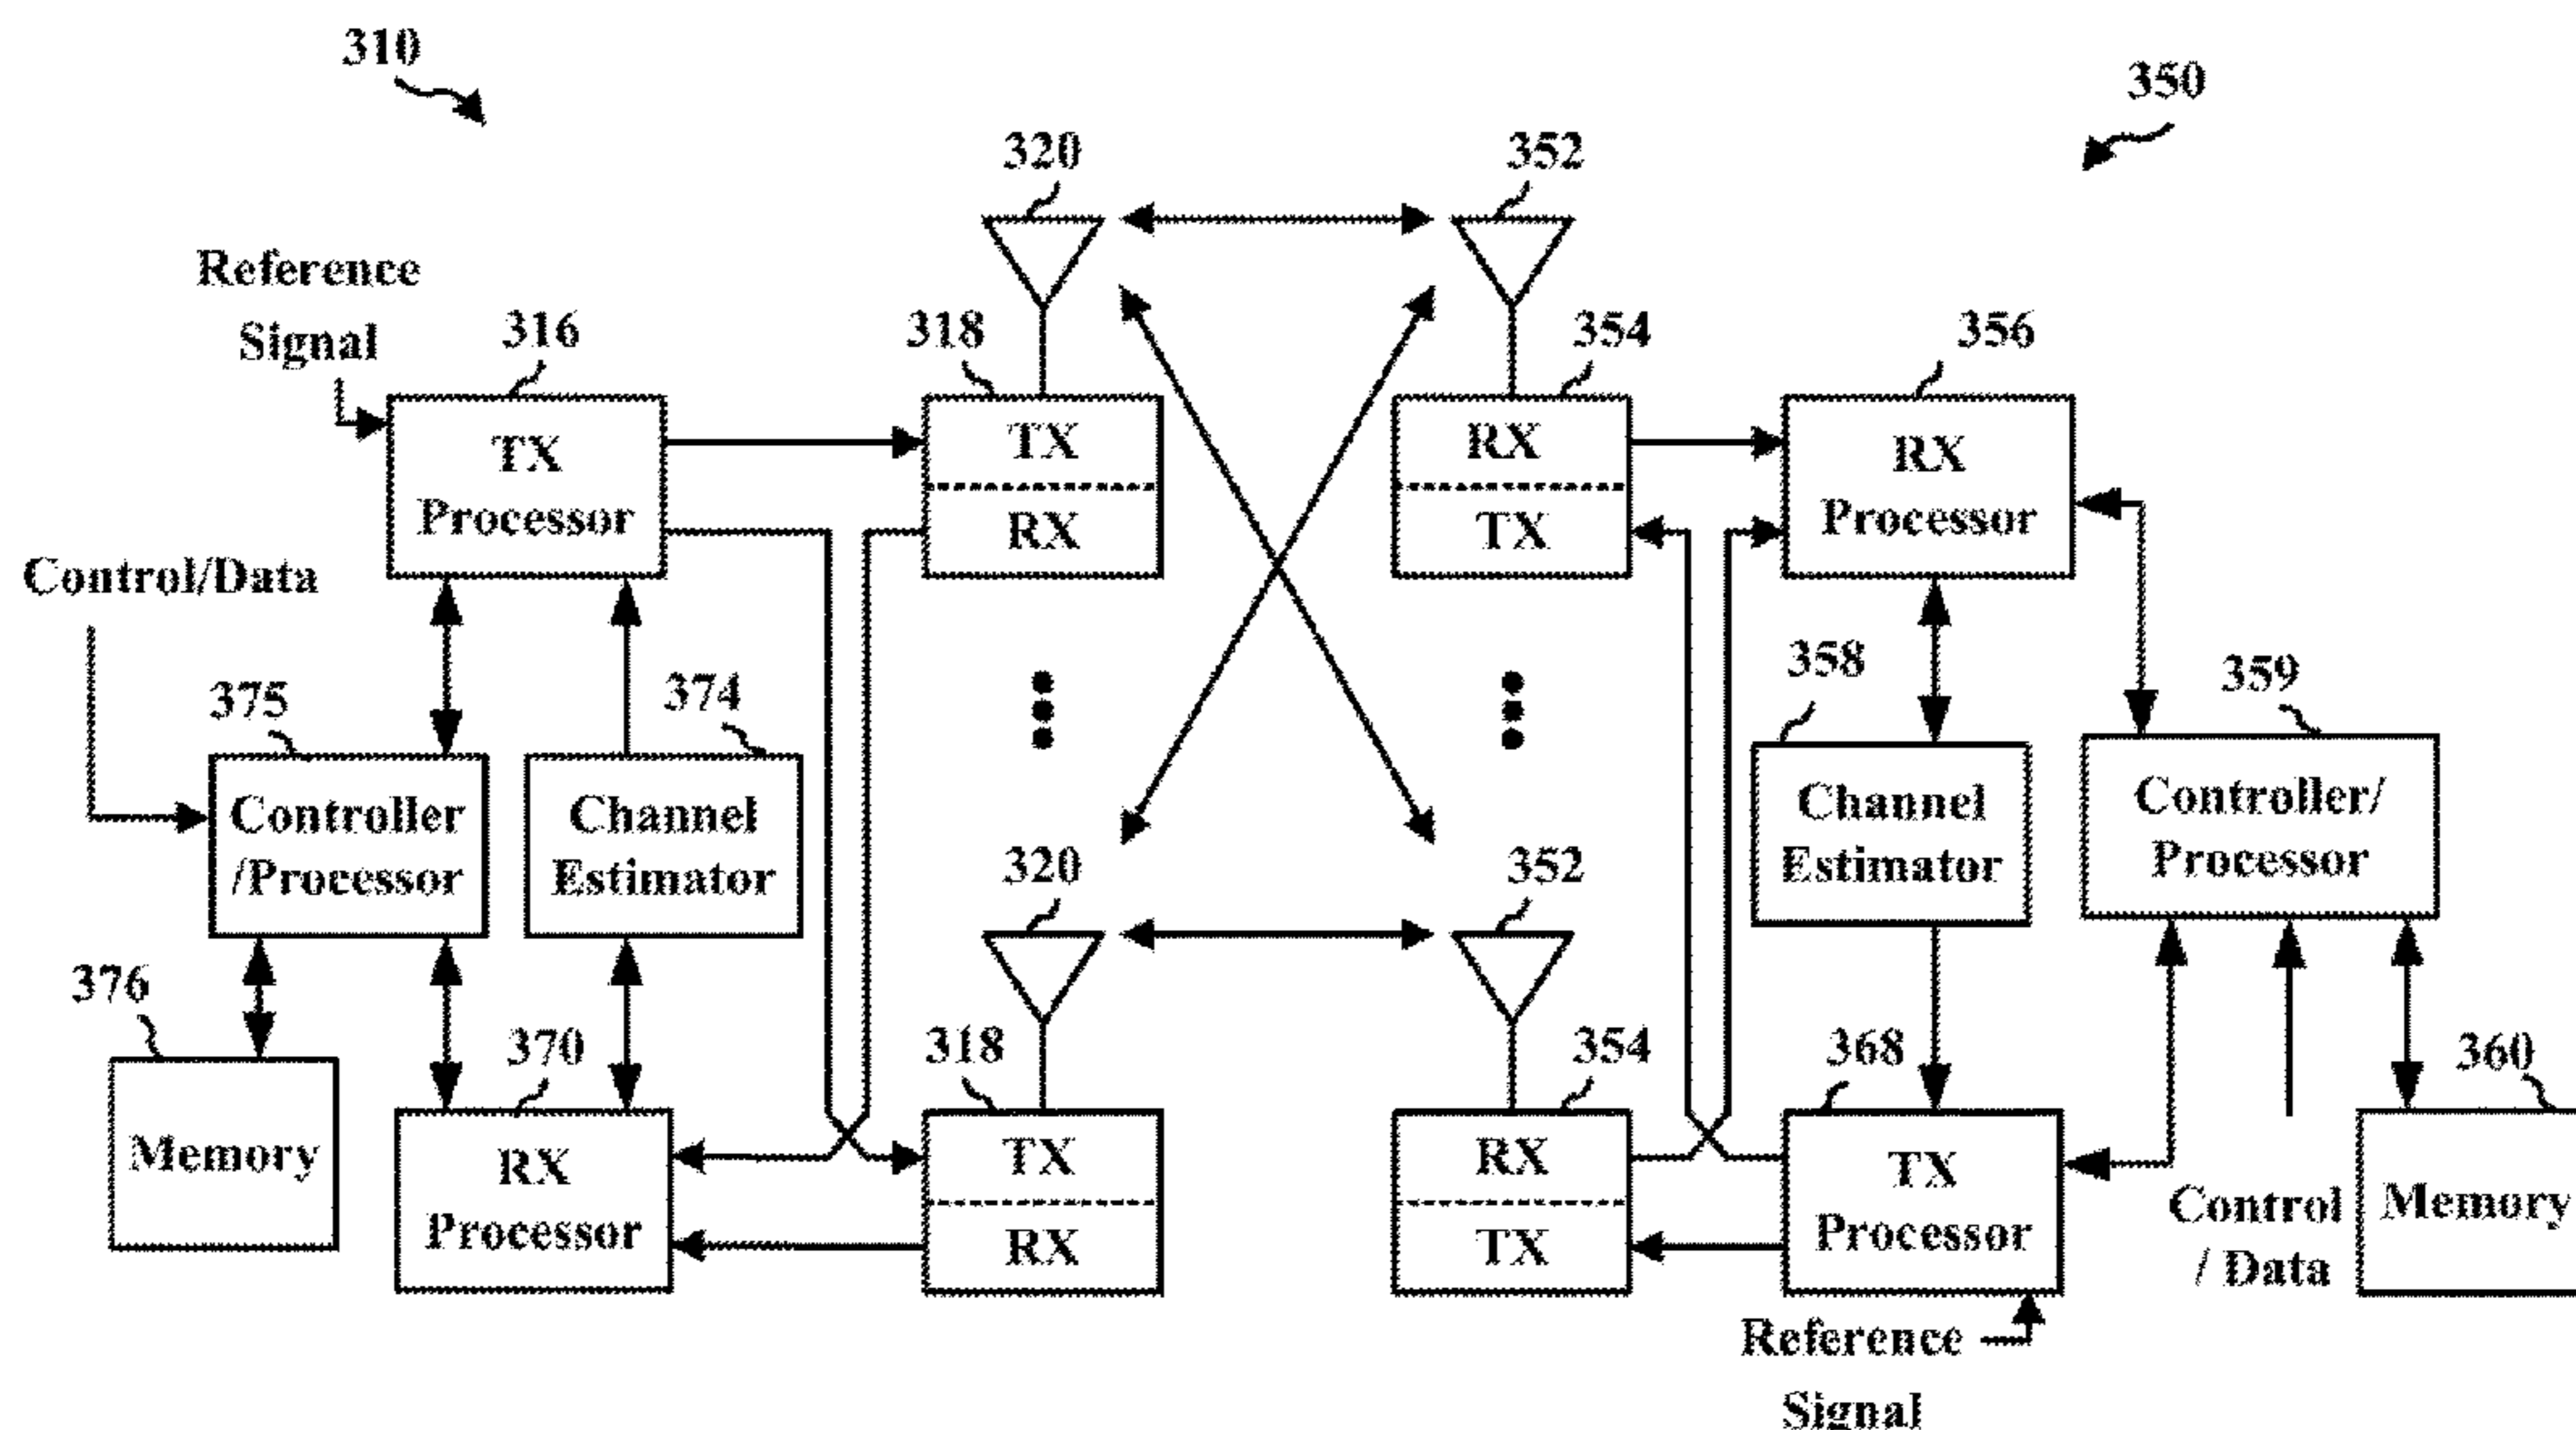 310
350
320
352
Reference
Signal
316
318
354
356
TX
Processor
TX
RX
RX
TX
RX
Processor
Control/Data
375
374
358
359
Controller
/Processor
Channel
Estimator
Channel
Estimator
Controller/
Processor
320
352
376
370
318
354
368
360
Memory
RX
Processor
TX
RX
RX
TX
TX
Processor
Control
/ Data
Memory
Reference
Signal